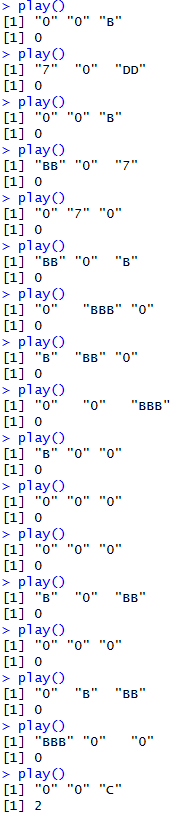 > play()
[1] "0" "0" "B"
[1] 0
> play()
[1] "7"  "0"  "DD"
[1] 0
> play()
[1] "0" "0" "B"
[1] 0
> play()
[1] "BB" "0"  "7"
[1] 0
> play()
[1] "0" "7" "0"
[1] 0
> play()
[1] "BB" "0"  "B"
[1] 0
> play()
[1] "0"   "BBB" "0"
[1] 0
> play()
[1] "B"  "BB" "0"
[1] 0
> play()
[1] "0"   "0"   "BBB"
[1] 0
> play()
[1] "B" "0" "0"
[1] 0
> play()
[1] "0" "0" "0"
[1] 0
> play()
[1] "0" "0" "0"
[1] 0
> play()
[1] "B"  "0"  "BB"
[1] 0
> play()
[1] "0" "0" "0"
[1] 0
> play()
[1] "0"  "B"  "BB"
[1] 0
> play()
[1] "BBB" "0"   "0"
[1] 0
> play()
[1] "0" "0" "C"
[1] 2